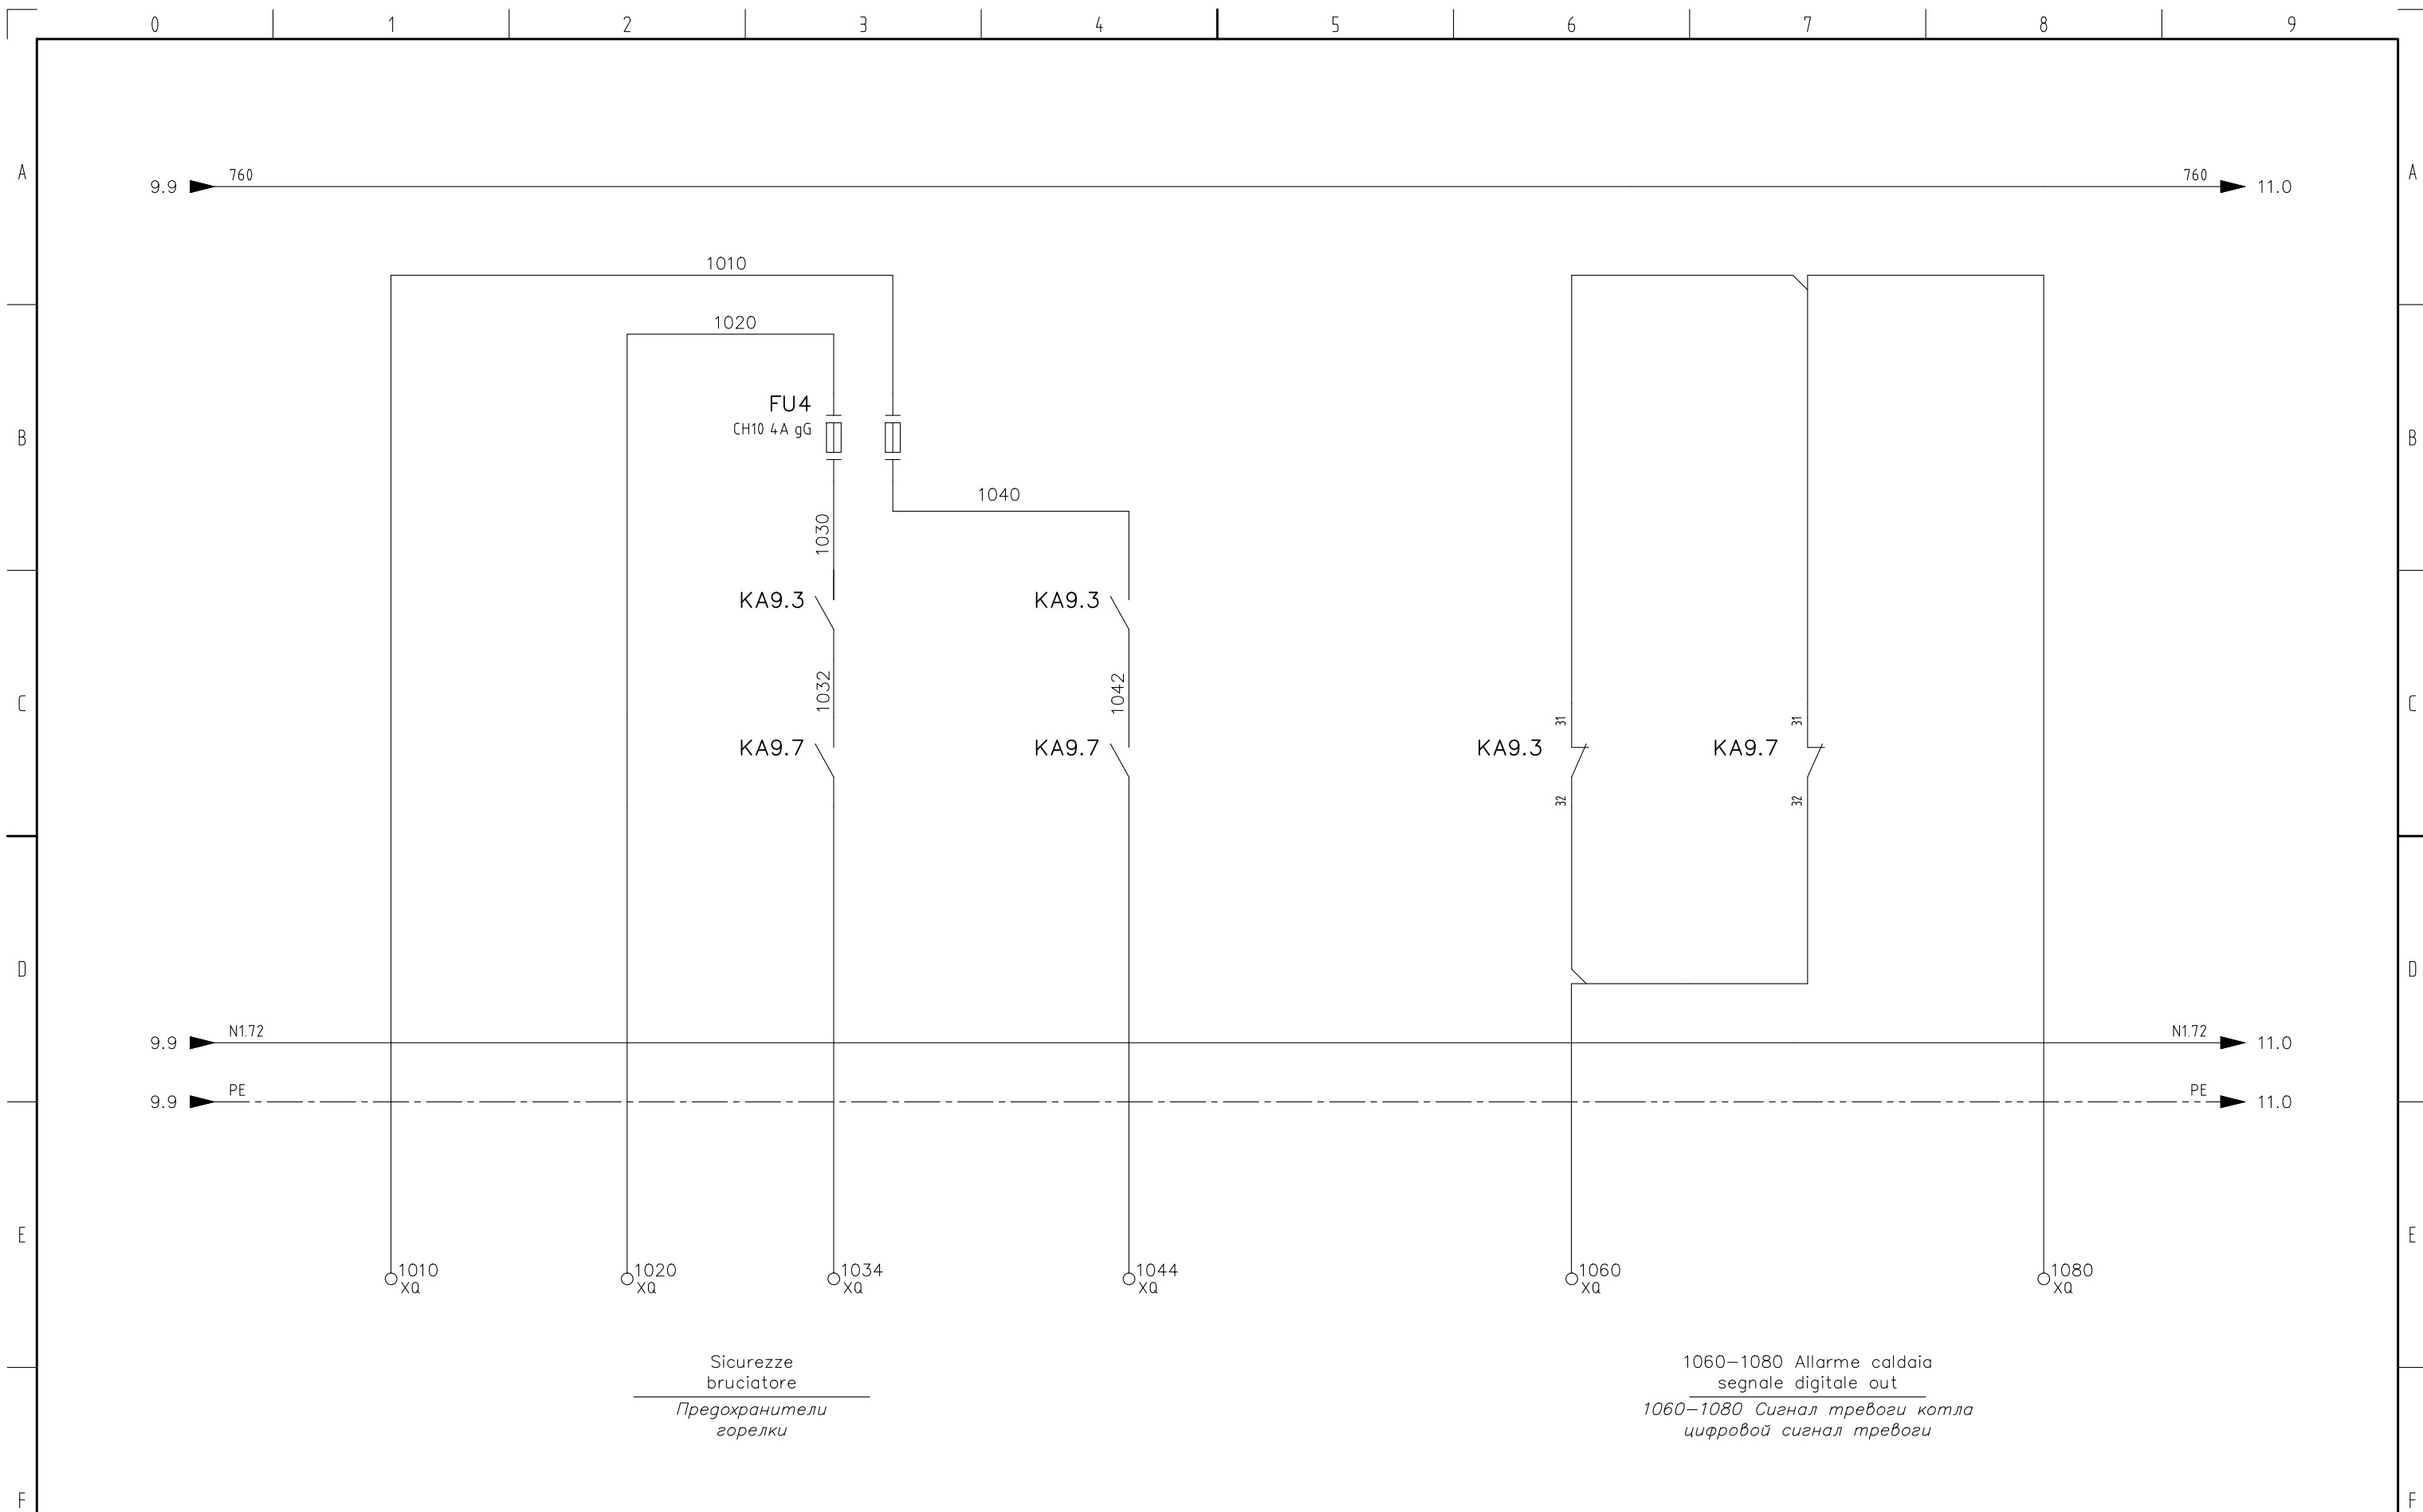 0 1 2 3 4 5 6 7 8 9
A A
760 760
9.9 11.0
1010
B B
1020
FU4
CH10 4A gG
1040
1030
C C
KA9.3 KA9.3
1032 1042
31 31
KA9.7 KA9.7 KA9.3 KA9.7
32 32
D D
N1.72 N1.72
9.9 11.0
PE PE
9.9 11.0
E E
1010 1020 1034 1044 1060 1080
XQ XQ XQ XQ XQ XQ
Sicurezze
bruciatore
Предохранители
горелки
1060-1080 Allarme caldaia
segnale digitale out
1060-1080 Сигнал тревоги котла
цифровой сигнал тревоги
F F